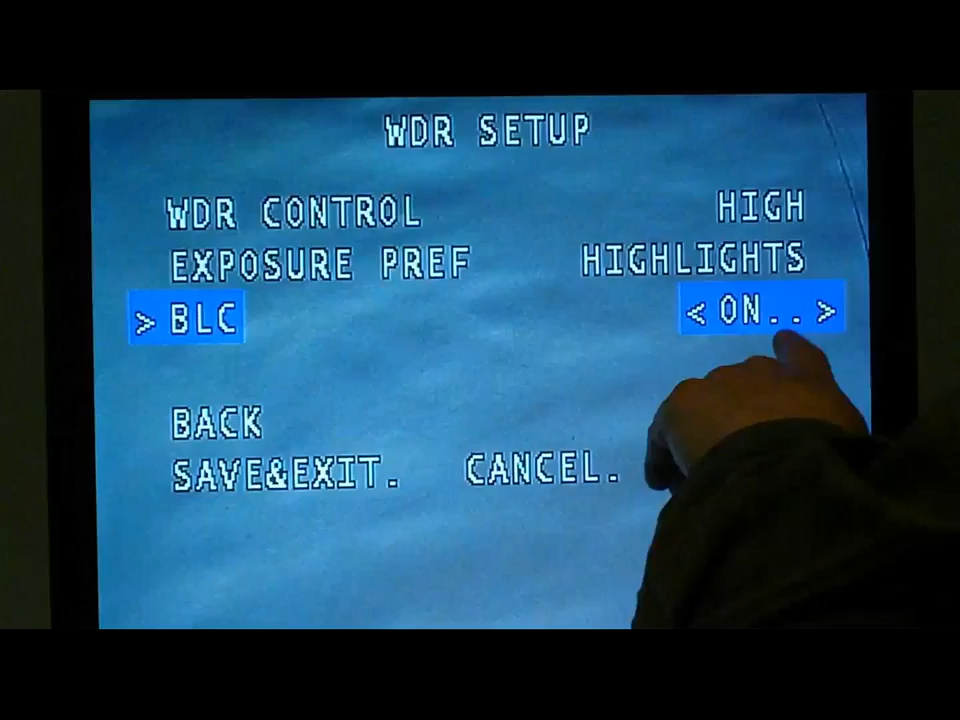 WDR SETUP
WDR CONTROL HIGH
EXPOSURE PREF HIGHLIGHTS
> BLC < ON.. >
BACK
SAVE&EXIT. CANCEL.